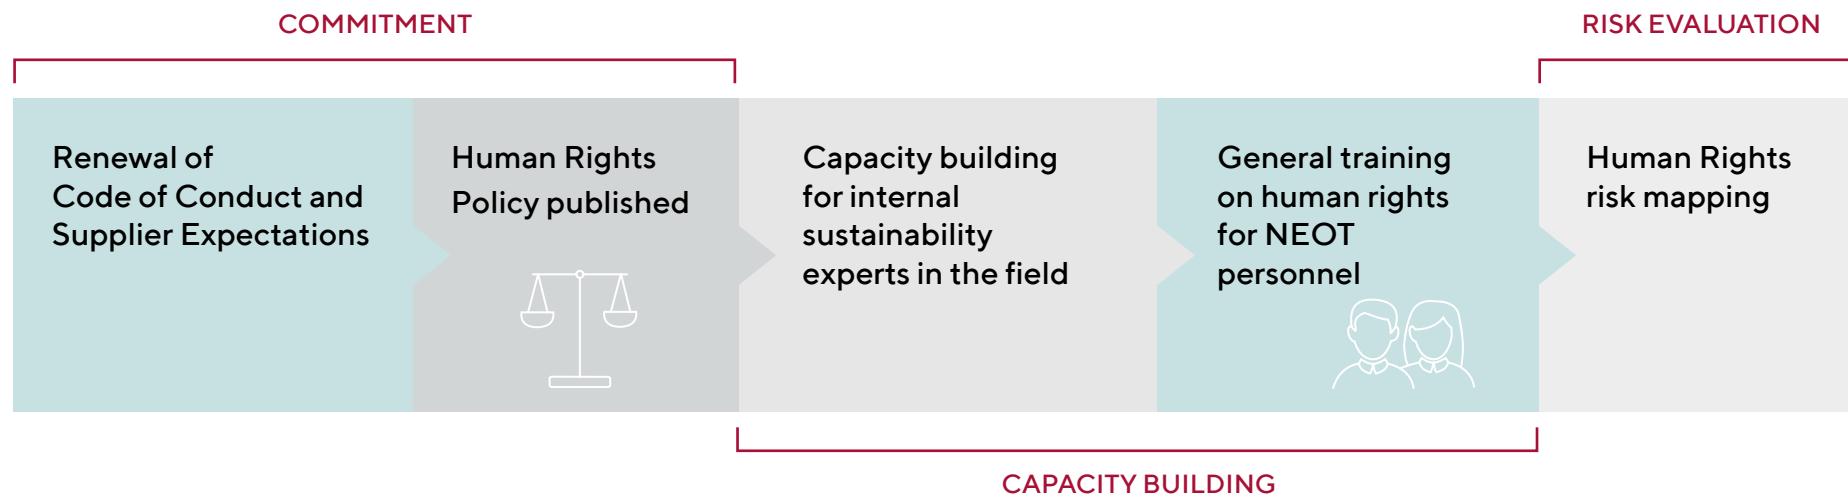 COMMITMENT
RISK EVALUATION
Renewal of
Code of Conduct and
Supplier Expectations
Human Rights
Policy published
Capacity building
for internal
sustainability
experts in the field
General training
on human rights
for NEOT
personnel
Human Rights
risk mapping
CAPACITY BUILDING